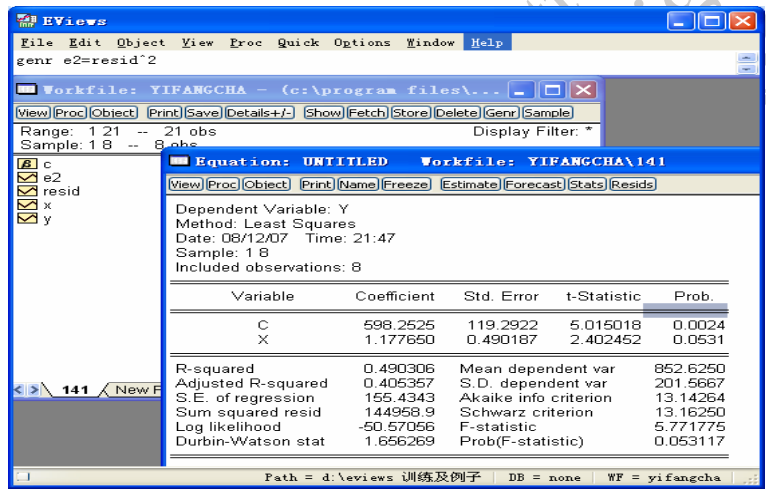 EViews
File Edit Object View Proc Quick Options Window Help
genr e2=resid^2
Workfile: YIFANGCHA - (c:\program files\...
View Proc Object Print Save Details+/- Show Fetch Store Delete Genr Sample
Range: 1 21 -- 21 obs Display Filter: *
Sample: 1 8 -- 8 obs
c
e2
resid
x
y
141 New P
Equation: UNTITLED Workfile: YIFANGCHA\141
View Proc Object Print Name Freeze Estimate Forecast Stats Resids
Dependent Variable: Y
Method: Least Squares
Date: 08/12/07 Time: 21:47
Sample: 1 8
Included observations: 8
Variable Coefficient Std. Error t-Statistic Prob.
C 598.2525 119.2922 5.015018 0.0024
X 1.177650 0.490187 2.402452 0.0531
R-squared 0.490306 Mean dependent var 852.6250
Adjusted R-squared 0.405357 S.D. dependent var 201.5667
S.E. of regression 155.4343 Akaike info criterion 13.14264
Sum squared resid 144958.9 Schwarz criterion 13.16250
Log likelihood -50.57056 F-statistic 5.771775
Durbin-Watson stat 1.656269 Prob(F-statistic) 0.053117
Path = d:\eviews 训练及例子 DB = none WF = yifangcha